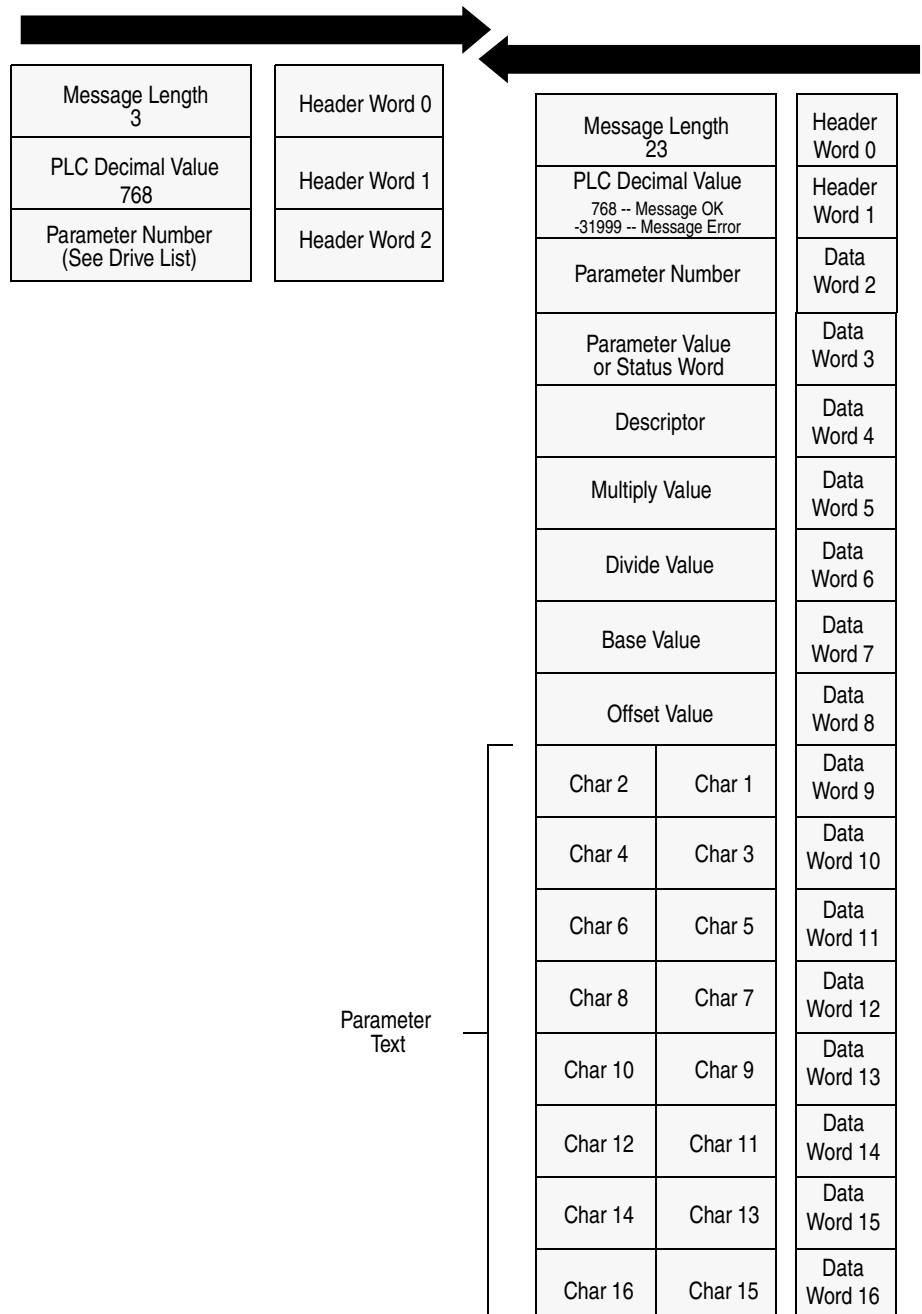 Message Length
3
Header Word 0
PLC Decimal Value
768
Header Word 1
Parameter Number
(See Drive List)
Header Word 2
Message Length
23
Header
Word 0
PLC Decimal Value
768 -- Message OK
-31999 -- Message Error
Header
Word 1
Parameter Number
Data
Word 2
Parameter Value
or Status Word
Data
Word 3
Descriptor
Data
Word 4
Multiply Value
Data
Word 5
Divide Value
Data
Word 6
Base Value
Data
Word 7
Offset Value
Data
Word 8
Parameter
Text
Char 2
Char 1
Data
Word 9
Char 4
Char 3
Data
Word 10
Char 6
Char 5
Data
Word 11
Char 8
Char 7
Data
Word 12
Char 10
Char 9
Data
Word 13
Char 12
Char 11
Data
Word 14
Char 14
Char 13
Data
Word 15
Char 16
Char 15
Data
Word 16